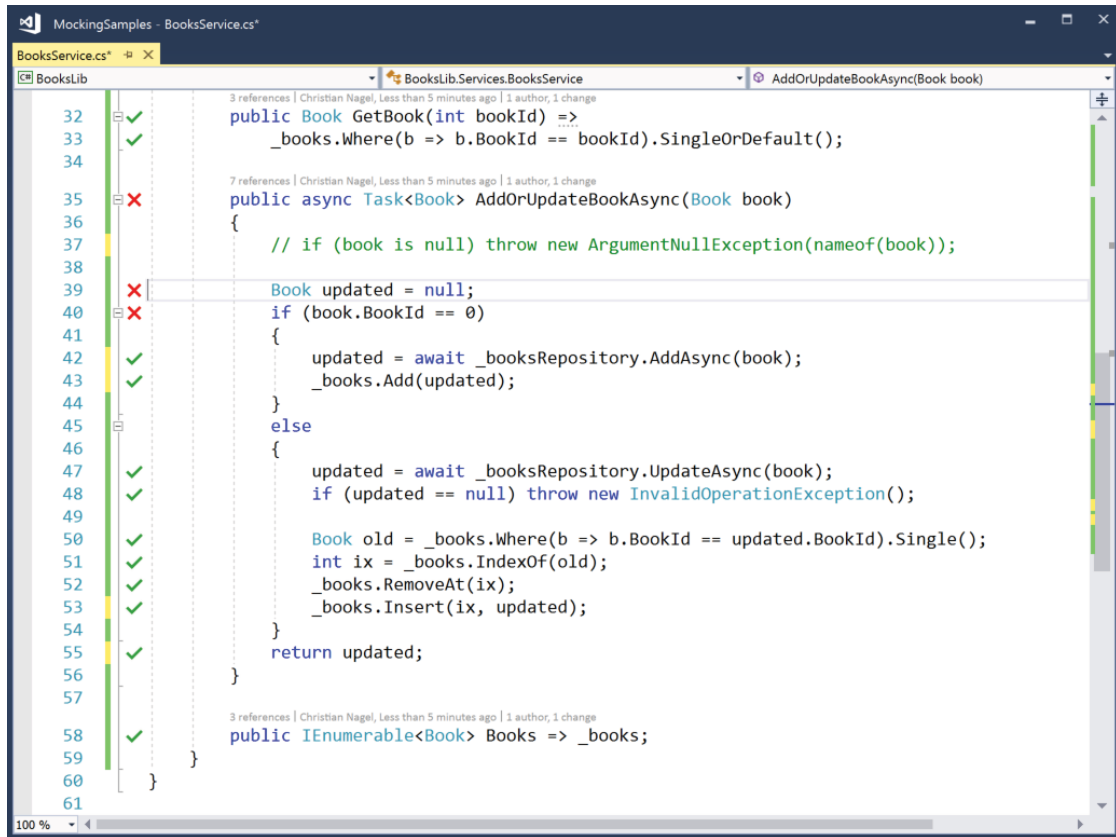 MockingSamples - BooksService.cs*
BooksService.cs*
C# BooksLib BooksLib.Services.BooksService AddOrUpdateBookAsync(Book book)
3 references | Christian Nagel, Less than 5 minutes ago | 1 author, 1 change
32 public Book GetBook(int bookId) =>
33 _books.Where(b => b.BookId == bookId).SingleOrDefault();
34
7 references | Christian Nagel, Less than 5 minutes ago | 1 author, 1 change
35 public async Task<Book> AddOrUpdateBookAsync(Book book)
36 {
37 // if (book is null) throw new ArgumentNullException(nameof(book));
38
39 Book updated = null;
40 if (book.BookId == 0)
41 {
42 updated = await _booksRepository.AddAsync(book);
43 _books.Add(updated);
44 }
45 else
46 {
47 updated = await _booksRepository.UpdateAsync(book);
48 if (updated == null) throw new InvalidOperationException();
49
50 Book old = _books.Where(b => b.BookId == updated.BookId).Single();
51 int ix = _books.IndexOf(old);
52 _books.RemoveAt(ix);
53 _books.Insert(ix, updated);
54 }
55 return updated;
56 }
57
3 references | Christian Nagel, Less than 5 minutes ago | 1 author, 1 change
58 public IEnumerable<Book> Books => _books;
59 }
60 }
61
100 %